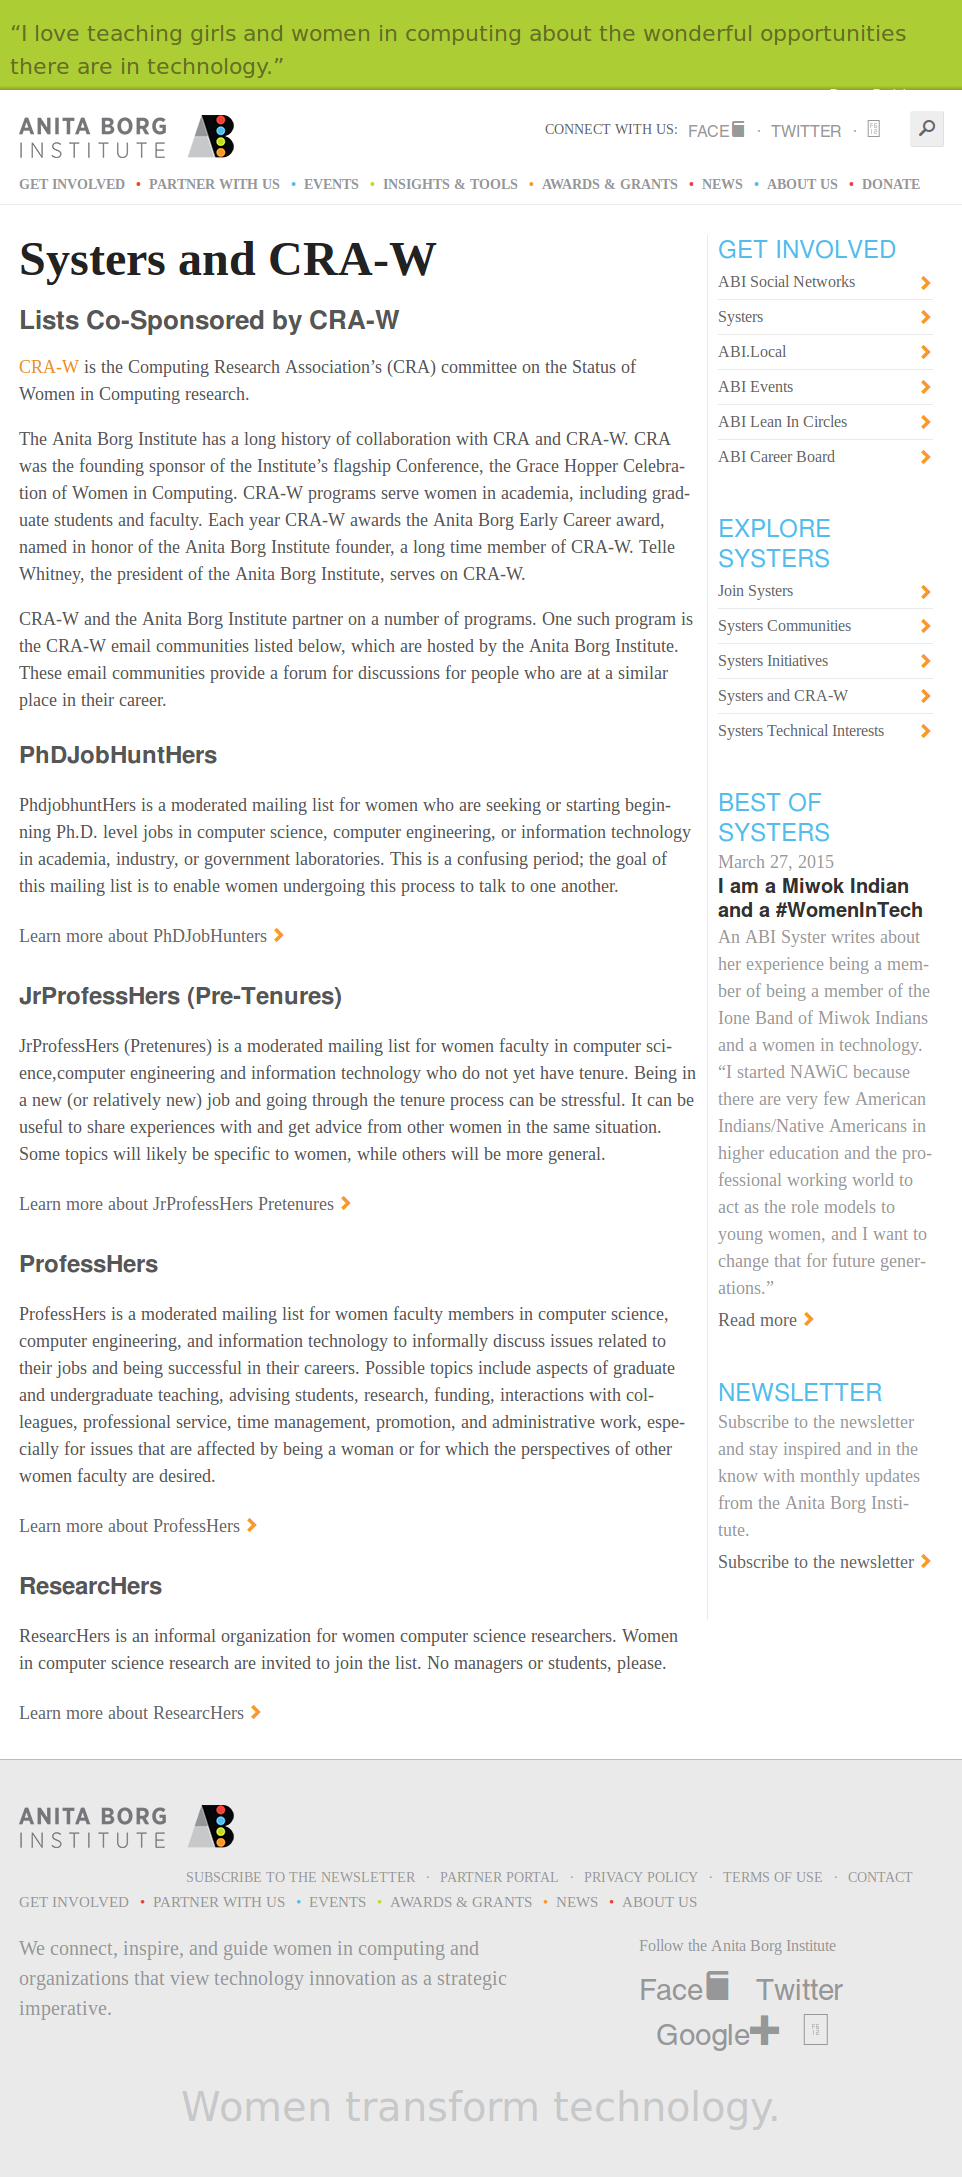 “I love teaching girls and women in computing about the wonderful opportunities
there are in technology.”
ANITA BORG
INSTITUTE
CONNECT WITH US: FACE · TWITTER ·
GET INVOLVED • PARTNER WITH US • EVENTS • INSIGHTS & TOOLS • AWARDS & GRANTS • NEWS • ABOUT US • DONATE
Systers and CRA-W
Lists Co-Sponsored by CRA-W
CRA-W is the Computing Research Association’s (CRA) committee on the Status of
Women in Computing research.
The Anita Borg Institute has a long history of collaboration with CRA and CRA-W. CRA
was the founding sponsor of the Institute’s flagship Conference, the Grace Hopper Celebra-
tion of Women in Computing. CRA-W programs serve women in academia, including grad-
uate students and faculty. Each year CRA-W awards the Anita Borg Early Career award,
named in honor of the Anita Borg Institute founder, a long time member of CRA-W. Telle
Whitney, the president of the Anita Borg Institute, serves on CRA-W.
CRA-W and the Anita Borg Institute partner on a number of programs. One such program is
the CRA-W email communities listed below, which are hosted by the Anita Borg Institute.
These email communities provide a forum for discussions for people who are at a similar
place in their career.
PhDJobHuntHers
PhdjobhuntHers is a moderated mailing list for women who are seeking or starting begin-
ning Ph.D. level jobs in computer science, computer engineering, or information technology
in academia, industry, or government laboratories. This is a confusing period; the goal of
this mailing list is to enable women undergoing this process to talk to one another.
Learn more about PhDJobHunters
JrProfessHers (Pre-Tenures)
JrProfessHers (Pretenures) is a moderated mailing list for women faculty in computer sci-
ence,computer engineering and information technology who do not yet have tenure. Being in
a new (or relatively new) job and going through the tenure process can be stressful. It can be
useful to share experiences with and get advice from other women in the same situation.
Some topics will likely be specific to women, while others will be more general.
Learn more about JrProfessHers Pretenures
ProfessHers
ProfessHers is a moderated mailing list for women faculty members in computer science,
computer engineering, and information technology to informally discuss issues related to
their jobs and being successful in their careers. Possible topics include aspects of graduate
and undergraduate teaching, advising students, research, funding, interactions with col-
leagues, professional service, time management, promotion, and administrative work, espe-
cially for issues that are affected by being a woman or for which the perspectives of other
women faculty are desired.
Learn more about ProfessHers
ResearcHers
ResearcHers is an informal organization for women computer science researchers. Women
in computer science research are invited to join the list. No managers or students, please.
Learn more about ResearcHers
GET INVOLVED
ABI Social Networks
Systers
ABI.Local
ABI Events
ABI Lean In Circles
ABI Career Board
EXPLORE
SYSTERS
Join Systers
Systers Communities
Systers Initiatives
Systers and CRA-W
Systers Technical Interests
BEST OF
SYSTERS
March 27, 2015
I am a Miwok Indian
and a #WomenInTech
An ABI Syster writes about
her experience being a mem-
ber of being a member of the
Ione Band of Miwok Indians
and a women in technology.
“I started NAWiC because
there are very few American
Indians/Native Americans in
higher education and the pro-
fessional working world to
act as the role models to
young women, and I want to
change that for future gener-
ations.”
Read more
NEWSLETTER
Subscribe to the newsletter
and stay inspired and in the
know with monthly updates
from the Anita Borg Insti-
tute.
Subscribe to the newsletter
ANITA BORG
INSTITUTE
SUBSCRIBE TO THE NEWSLETTER · PARTNER PORTAL · PRIVACY POLICY · TERMS OF USE · CONTACT
GET INVOLVED • PARTNER WITH US • EVENTS • AWARDS & GRANTS • NEWS • ABOUT US
We connect, inspire, and guide women in computing and
organizations that view technology innovation as a strategic
imperative.
Follow the Anita Borg Institute
Face Twitter
Google
Women transform technology.